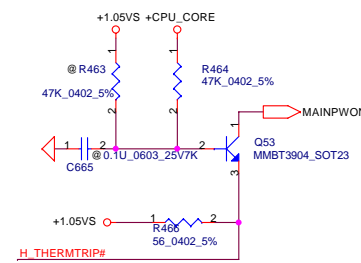 +1.05VS +CPU_CORE
1 1
@ R463 R464
47K_0402_5% 47K_0402_5%
2 2
1 MAINPWON
1 2 2 Q53
@ 0.1U_0603_25V7K MMBT3904_SOT23
C665 3
+1.05VS 1 2
R466
56_0402_5%
H_THERMTRIP#